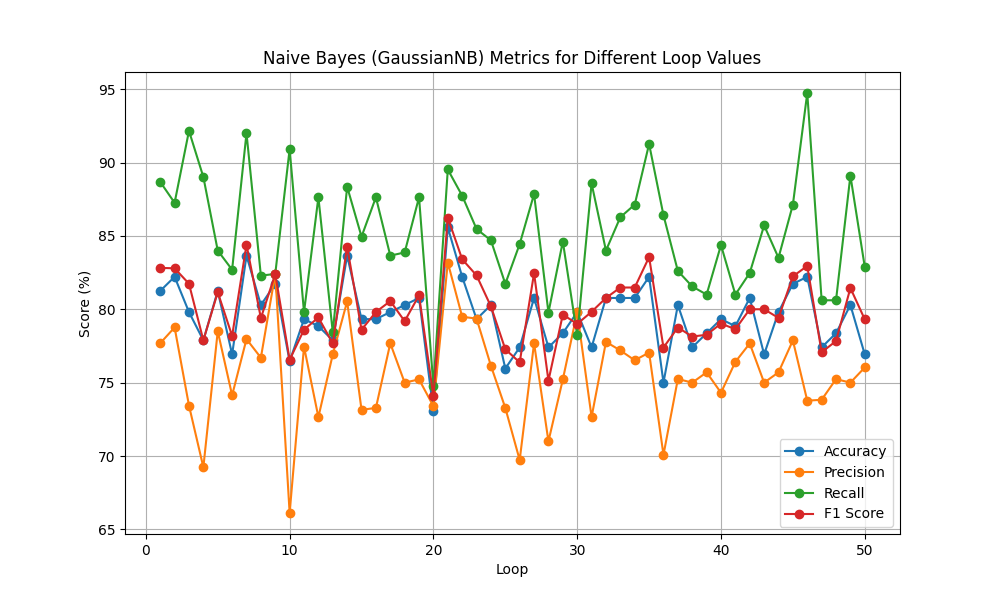 Naive Bayes (GaussianNB) Metrics for Different Loop Values
Score (%)
95
90
85
80
75
70
65
0 10 20 30 40 50
Loop
Accuracy
Precision
Recall
F1 Score